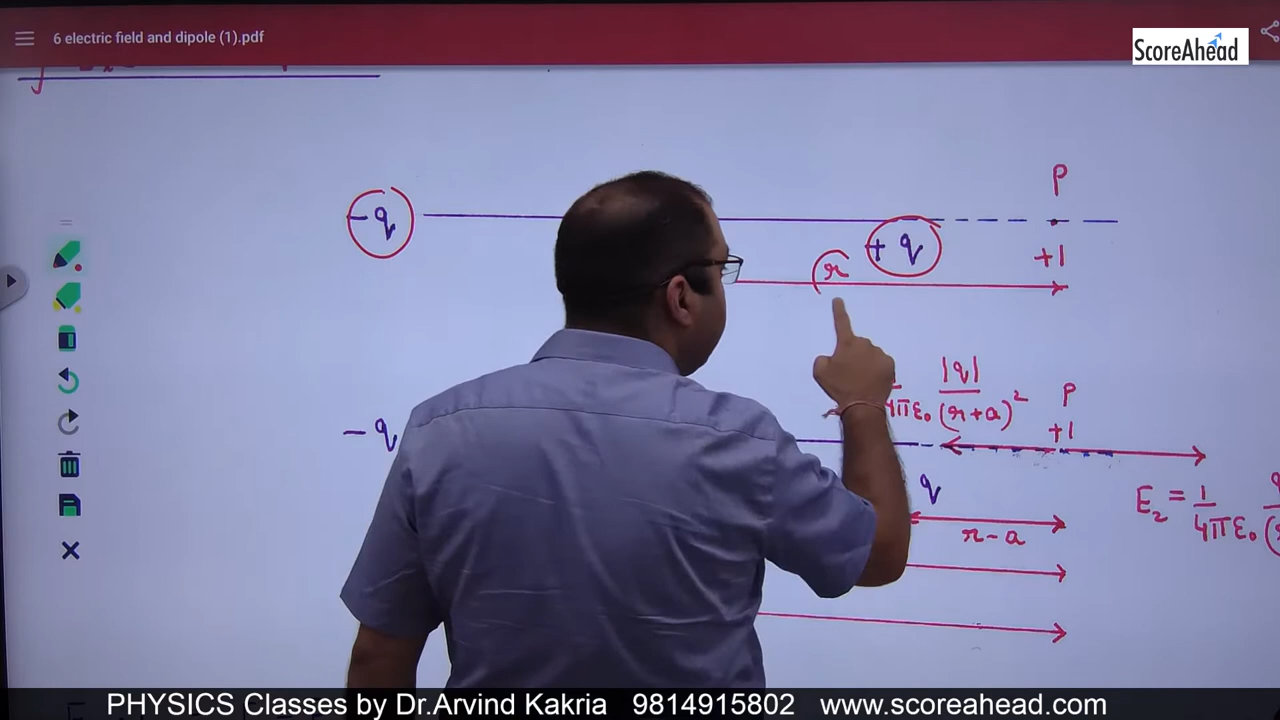 6 electric field and dipole (1).pdf
ScoreAhead
P
-q
+q
+1
r
|q|
4πε₀ (r+a)²
P
+1
-q
q
E₂ = 1
4πε₀
r-a
PHYSICS Classes by Dr.Arvind Kakria 9814915802 www.scoreahead.com